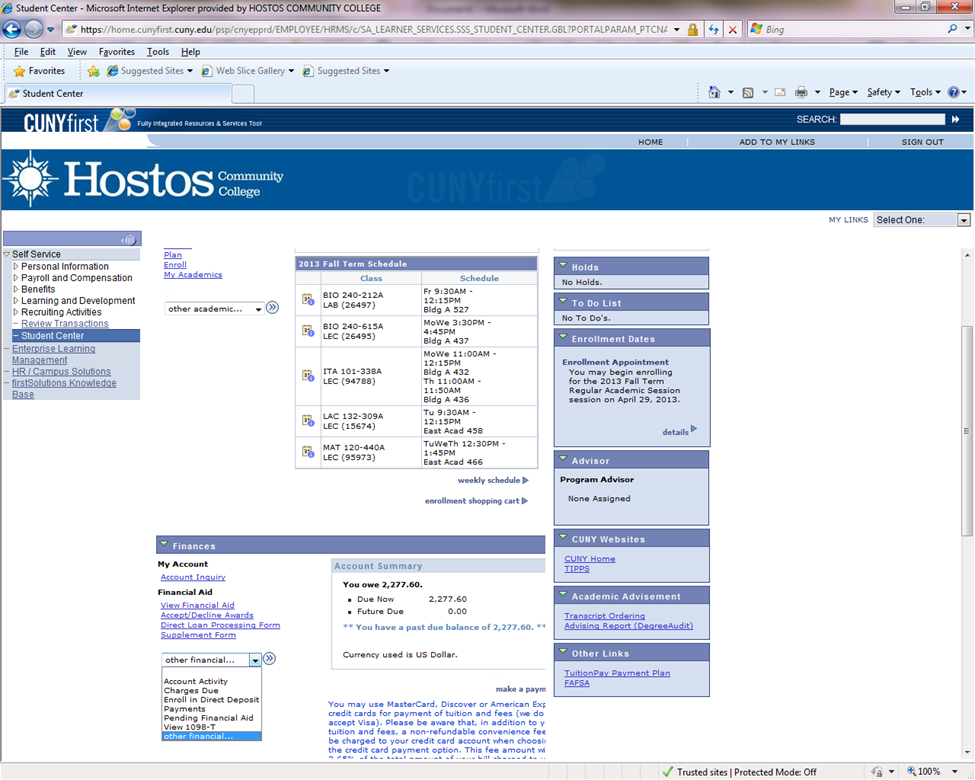 Student Center - Microsoft Internet Explorer provided by HOSTOS COMMUNITY COLLEGE
https://home.cunyfirst.cuny.edu/psp/cnyeprd/EMPLOYEE/HRMS/c/SA_LEARNER_SERVICES.SSS_STUDENT_CENTER.GBL?PORTALPARAM_PTCNA
Bing
File Edit View Favorites Tools Help
Favorites Suggested Sites Web Slice Gallery Suggested Sites
Student Center
Page Safety Tools
CUNYfirst Fully Integrated Resources & Services Tool
SEARCH:
HOME ADD TO MY LINKS SIGN OUT
Hostos Community College
CUNYfirst
MY LINKS Select One:
Self Service
Personal Information
Payroll and Compensation
Benefits
Learning and Development
Recruiting Activities
Review Transactions
Student Center
Enterprise Learning
Management
HR / Campus Solutions
firstSolutions Knowledge
Base
Plan
Enroll
My Academics
other academic...
2013 Fall Term Schedule
Class Schedule
BIO 240-212A
LAB (26497)
Fr 9:30AM -
12:15PM
Bldg A 527
BIO 240-615A
LEC (26495)
MoWe 3:30PM -
4:45PM
Bldg A 437
ITA 101-338A
LEC (94788)
MoWe 11:00AM -
12:15PM
Bldg A 432
Th 11:00AM -
11:50AM
Bldg A 436
LAC 132-309A
LEC (15674)
Tu 9:30AM -
12:15PM
East Acad 458
MAT 120-440A
LEC (95973)
TuWeTh 12:30PM -
1:45PM
East Acad 466
weekly schedule
enrollment shopping cart
Holds
No Holds.
To Do List
No To Do's.
Enrollment Dates
Enrollment Appointment
You may begin enrolling
for the 2013 Fall Term
Regular Academic Session
session on April 29, 2013.
details
Advisor
Program Advisor
None Assigned
CUNY Websites
CUNY Home
TIPPS
Academic Advisement
Transcript Ordering
Advising Report (DegreeAudit)
Other Links
TuitionPay Payment Plan
FAFSA
Finances
My Account
Account Inquiry
Financial Aid
View Financial Aid
Accept/Decline Awards
Direct Loan Processing Form
Supplement Form
other financial...
Account Activity
Charges Due
Enroll in Direct Deposit
Payments
Pending Financial Aid
View 1098-T
other financial...
Account Summary
You owe 2,277.60.
Due Now 2,277.60
Future Due 0.00
** You have a past due balance of 2,277.60. **
Currency used is US Dollar.
make a paym
You may use MasterCard, Discover or American Exp
credit cards for payment of tuition and fees (we do
accept Visa). Please be aware that, in addition to y
tuition and fees, a non-refundable convenience fee
be charged to your credit card account when choosi
the credit card payment option. This fee amount wi
2.65% of the total amount of your bill charged to y
Trusted sites | Protected Mode: Off
100%